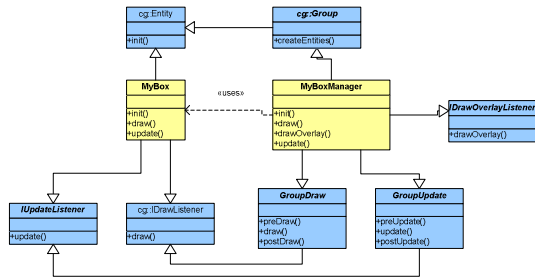 cg::Entity
+init()
cg::Group
+createEntities()
MyBox
+init()
+draw()
+update()
«uses»
MyBoxManager
+init()
+draw()
+drawOverlay()
+update()
IDrawOverlayListener
+drawOverlay()
IUpdateListener
+update()
cg::IDrawListener
+draw()
GroupDraw
+preDraw()
+draw()
+postDraw()
GroupUpdate
+preUpdate()
+update()
+postUpdate()